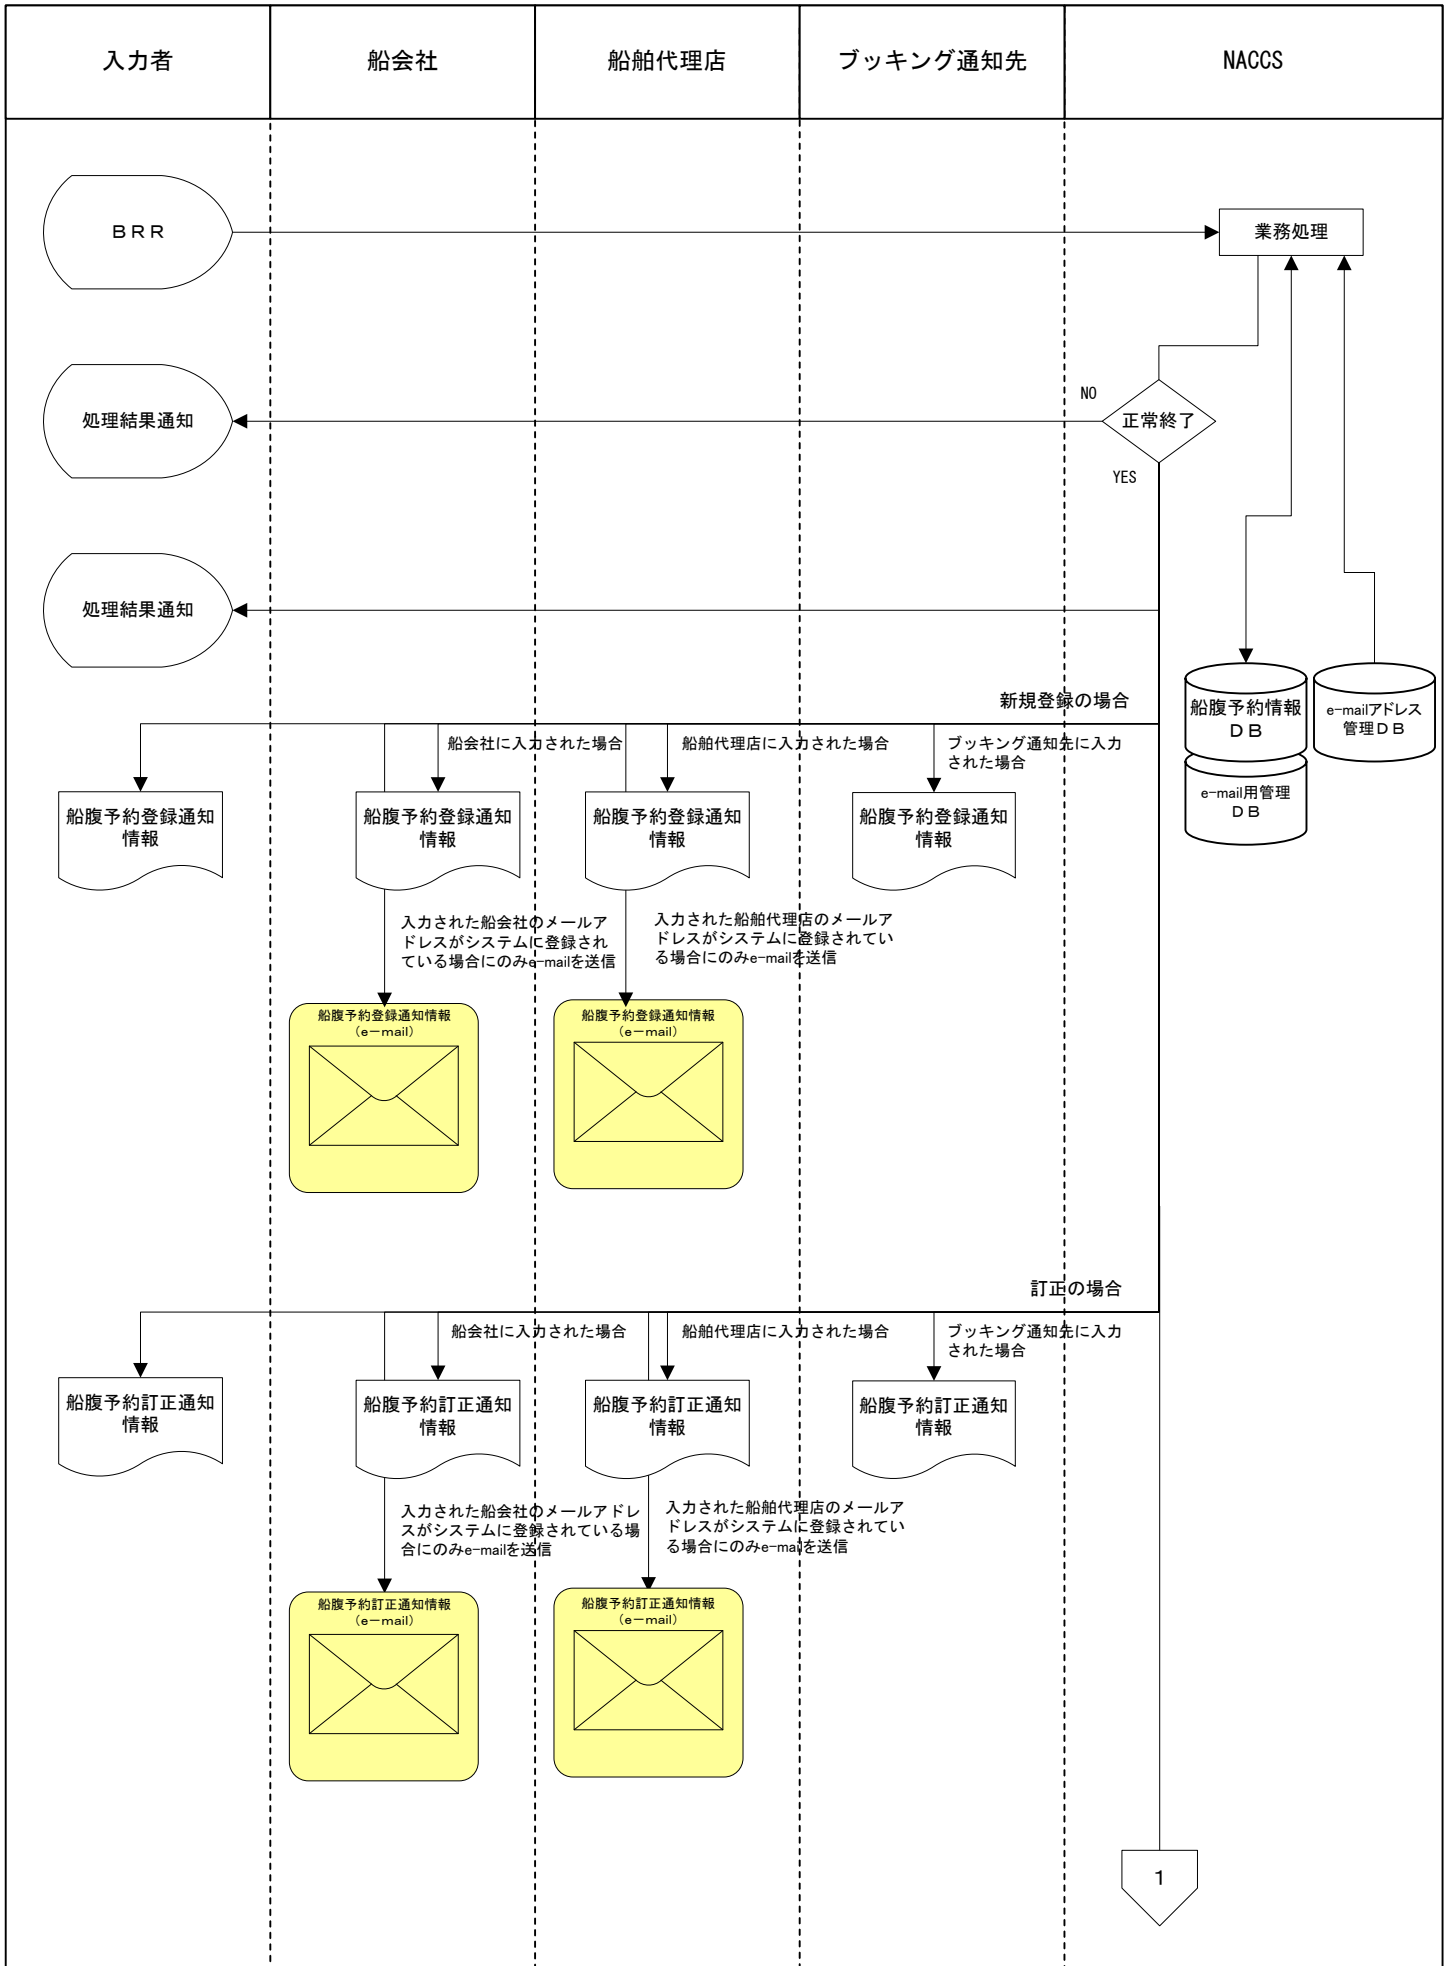 入力者
船会社
船舶代理店
ブッキング通知先
NACCS
ＢＲＲ
業務処理
NO
処理結果通知
正常終了
YES
処理結果通知
新規登録の場合
船腹予約情報
ＤＢ
e-mailアドレス
管理ＤＢ
e-mail用管理
ＤＢ
船会社に入力された場合
船舶代理店に入力された場合
ブッキング通知先に入力
された場合
船腹予約登録通知
情報
船腹予約登録通知
情報
船腹予約登録通知
情報
船腹予約登録通知
情報
入力された船会社のメールア
ドレスがシステムに登録され
ている場合にのみe-mailを送信
入力された船舶代理店のメールア
ドレスがシステムに登録されてい
る場合にのみe-mailを送信
船腹予約登録通知情報
（e－mail）
船腹予約登録通知情報
（e－mail）
訂正の場合
船会社に入力された場合
船舶代理店に入力された場合
ブッキング通知先に入力
された場合
船腹予約訂正通知
情報
船腹予約訂正通知
情報
船腹予約訂正通知
情報
船腹予約訂正通知
情報
入力された船会社のメールアドレ
スがシステムに登録されている場
合にのみe-mailを送信
入力された船舶代理店のメールア
ドレスがシステムに登録されてい
る場合にのみe-mailを送信
船腹予約訂正通知情報
（e－mail）
船腹予約訂正通知情報
（e－mail）
１